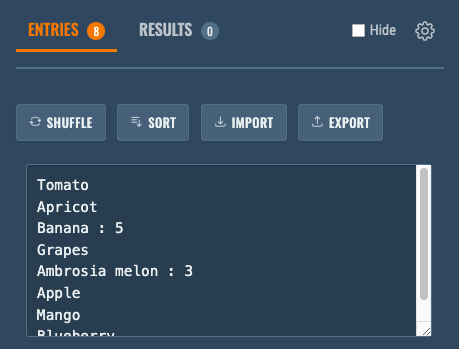 ENTRIES 8 RESULTS 0 Hide
SHUFFLE SORT IMPORT EXPORT
Tomato
Apricot
Banana : 5
Grapes
Ambrosia melon : 3
Apple
Mango
Blueberry